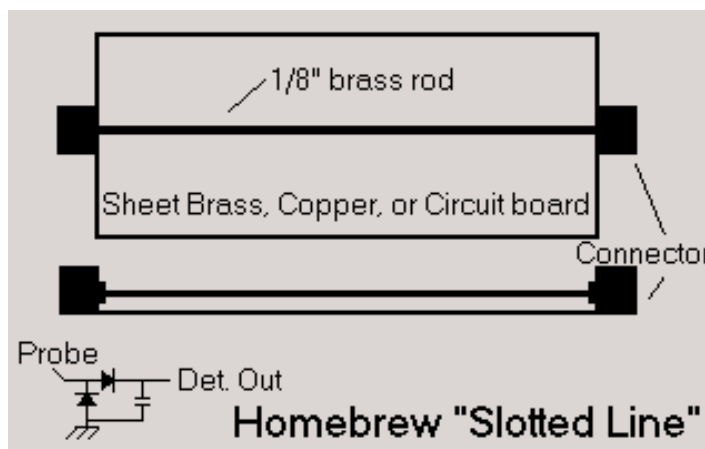 1/8" brass rod
Sheet Brass, Copper, or Circuit board
Connector
Probe
Det. Out
Homebrew "Slotted Line"